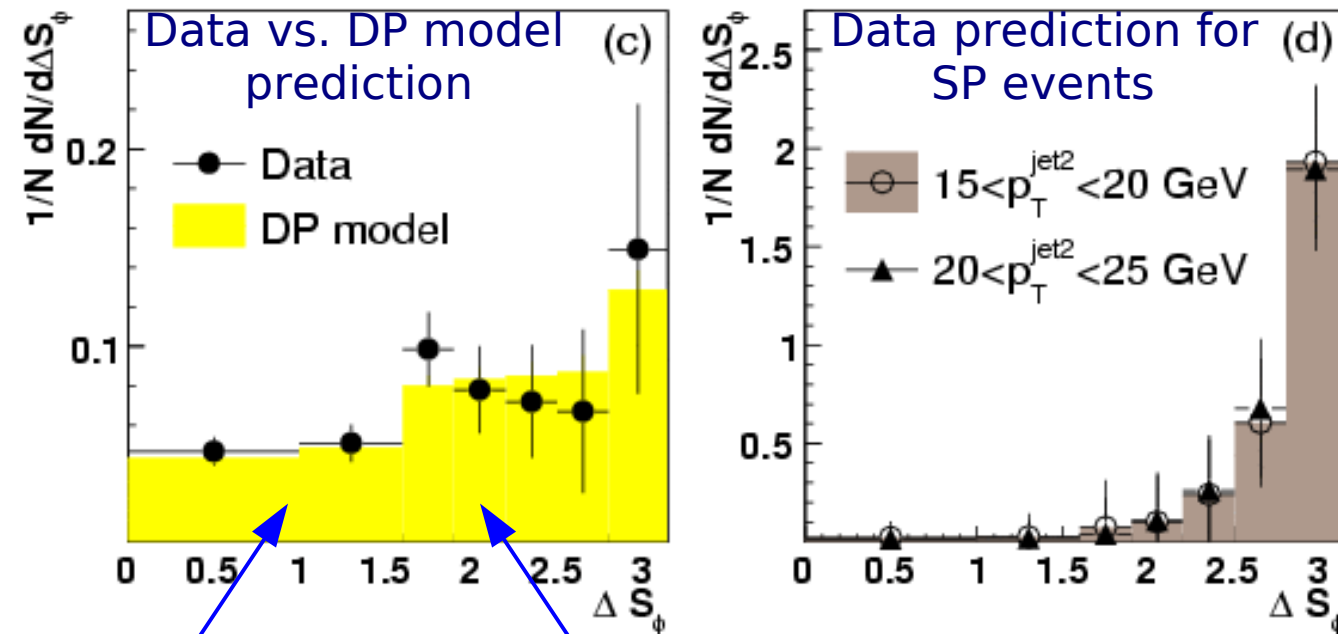 Data vs. DP model
prediction
(c)
1/N dN/dΔS_ϕ
0.2
0.1
Data
DP model
0 0.5 1 1.5 2 2.5 3
Δ S_ϕ
Data prediction for
SP events
(d)
1/N dN/dΔS_ϕ
2.5
2
1.5
1
0.5
15<p_T^jet2<20 GeV
20<p_T^jet2<25 GeV
0 0.5 1 1.5 2 2.5 3
Δ S_ϕ